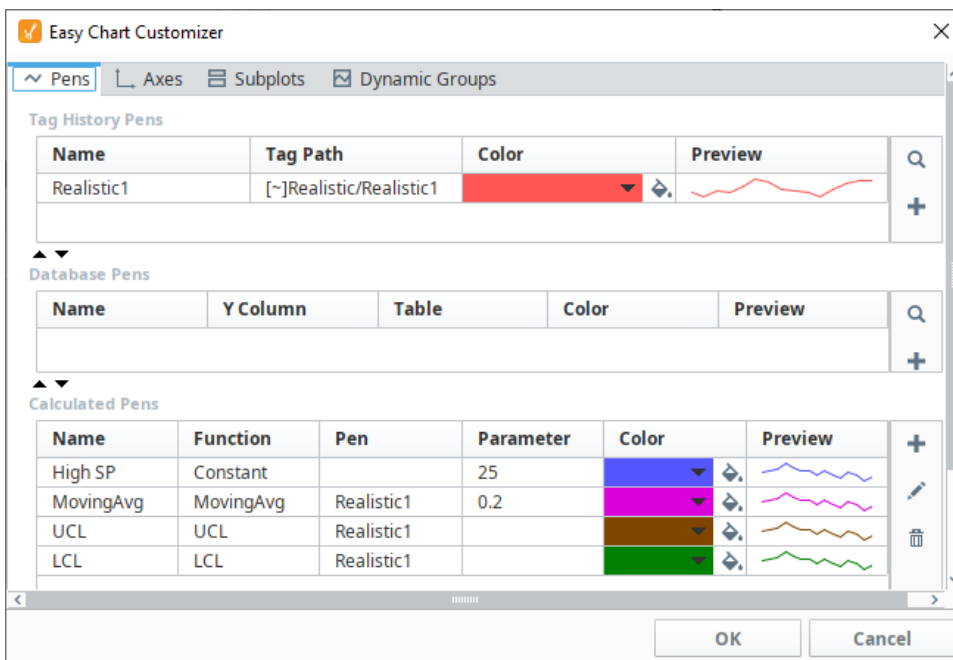 Easy Chart Customizer
Pens Axes Subplots Dynamic Groups
Tag History Pens
Name Tag Path Color Preview
Realistic1 [~]Realistic/Realistic1
Database Pens
Name Y Column Table Color Preview
Calculated Pens
Name Function Pen Parameter Color Preview
High SP Constant 25
MovingAvg MovingAvg Realistic1 0.2
UCL UCL Realistic1
LCL LCL Realistic1
OK Cancel